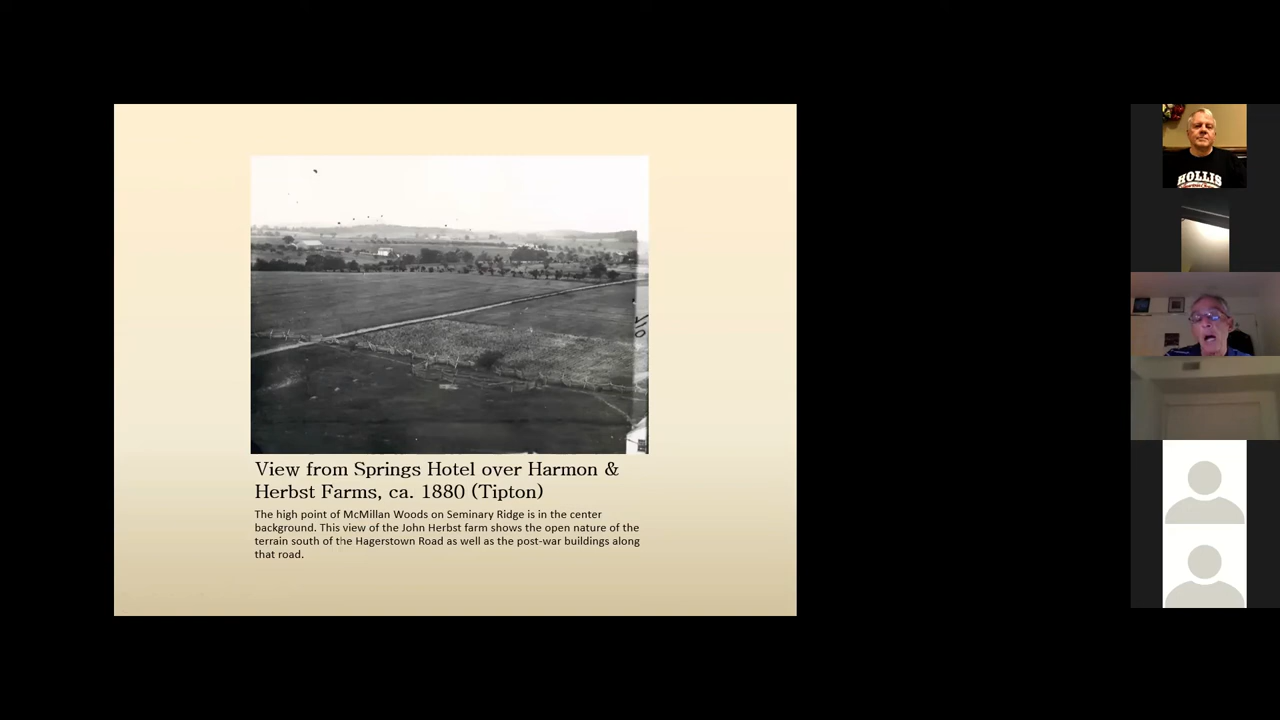 View from Springs Hotel over Harmon &
Herbst Farms, ca. 1880 (Tipton)
The high point of McMillan Woods on Seminary Ridge is in the center
background. This view of the John Herbst farm shows the open nature of the
terrain south of the Hagerstown Road as well as the post-war buildings along
that road.
HOLLIS